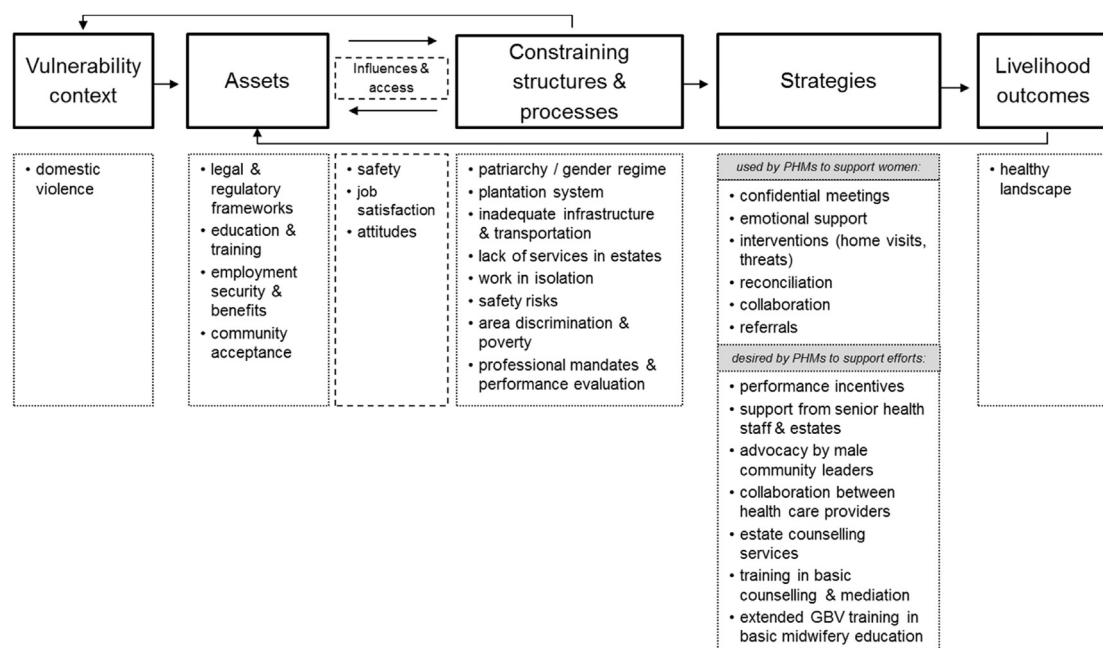 Vulnerability
context
Assets
Influences &
access
Constraining
structures &
processes
Strategies
Livelihood
outcomes
• domestic
violence
• legal &
regulatory
frameworks
• education &
training
• employment
security &
benefits
• community
acceptance
• safety
• job
satisfaction
• attitudes
• patriarchy / gender regime
• plantation system
• inadequate infrastructure
& transportation
• lack of services in estates
• work in isolation
• safety risks
• area discrimination &
poverty
• professional mandates &
performance evaluation
used by PHMs to support women:
• confidential meetings
• emotional support
• interventions (home visits,
threats)
• reconciliation
• collaboration
• referrals
desired by PHMs to support efforts:
• performance incentives
• support from senior health
staff & estates
• advocacy by male
community leaders
• collaboration between
health care providers
• estate counselling
services
• training in basic
counselling & mediation
• extended GBV training in
basic midwifery education
• healthy
landscape